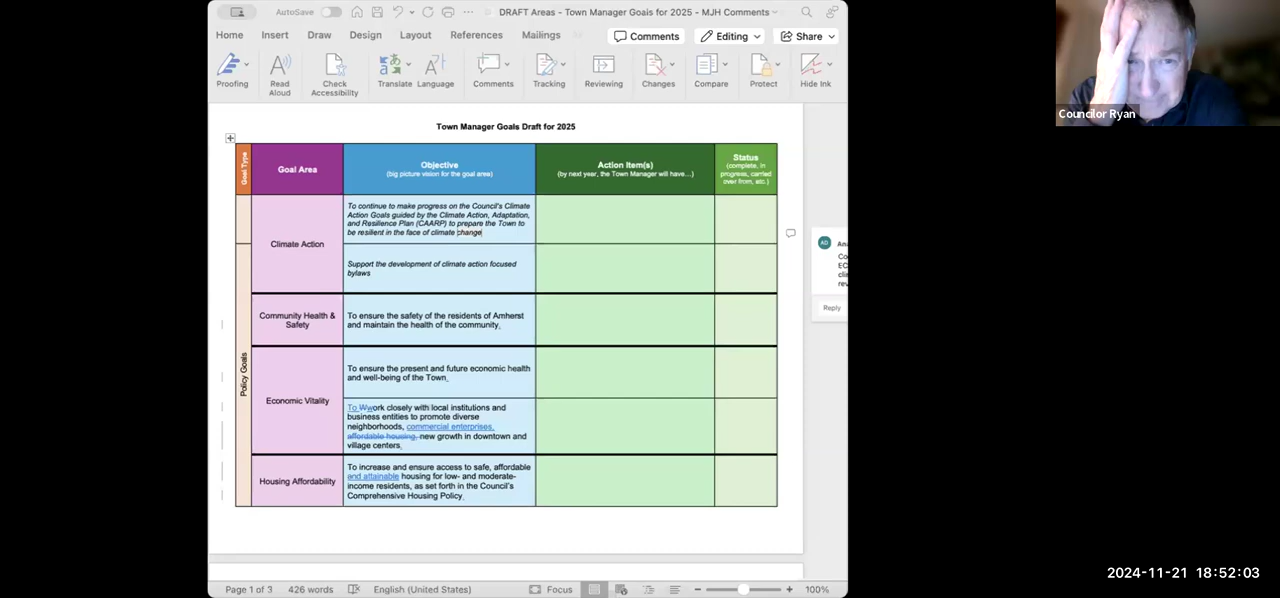 AutoSave
DRAFT Areas - Town Manager Goals for 2025 - MJH Comments
Home Insert Draw Design Layout References Mailings
Comments Editing Share
Proofing
Read Aloud
Check Accessibility
Translate
Language
Comments
Tracking
Reviewing
Changes
Compare
Protect
Hide Ink
Councilor Ryan
Town Manager Goals Draft for 2025
Goal Type
Goal Area
Objective
(big picture vision for the goal area)
Action Item(s)
(by next year, the Town Manager will have...)
Status
(complete, in
progress, carried
over from, etc.)
Policy Goals
Climate Action
To continue to make progress on the Council's Climate
Action Goals guided by the Climate Action, Adaptation,
and Resilience Plan (CAARP) to prepare the Town to
be resilient in the face of climate change
Support the development of climate action focused
bylaws
Community Health &
Safety
To ensure the safety of the residents of Amherst
and maintain the health of the community.
Economic Vitality
To ensure the present and future economic health
and well-being of the Town.
To Wwork closely with local institutions and
business entities to promote diverse
neighborhoods, commercial enterprises,
affordable housing, new growth in downtown and
village centers.
Housing Affordability
To increase and ensure access to safe, affordable
and attainable housing for low- and moderate-
income residents, as set forth in the Council's
Comprehensive Housing Policy.
AD
Reply
Page 1 of 3 426 words English (United States) Focus 100%
2024-11-21 18:52:03